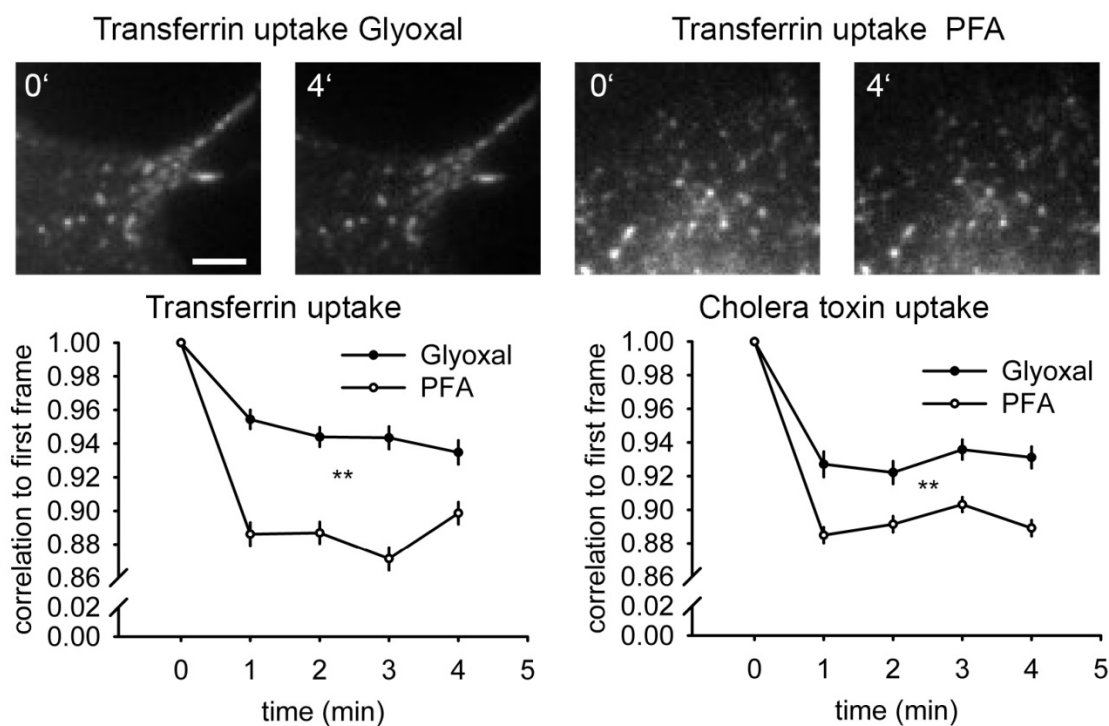 Transferrin uptake Glyoxal
Transferrin uptake PFA
0‘
4‘
0‘
4‘
Transferrin uptake
correlation to first frame
1.00
0.98
0.96
0.94
0.92
0.90
0.88
0.86
0.02
0.00
Glyoxal
PFA
**
0 1 2 3 4 5
time (min)
Cholera toxin uptake
correlation to first frame
1.00
0.98
0.96
0.94
0.92
0.90
0.88
0.86
0.02
0.00
Glyoxal
PFA
**
0 1 2 3 4 5
time (min)